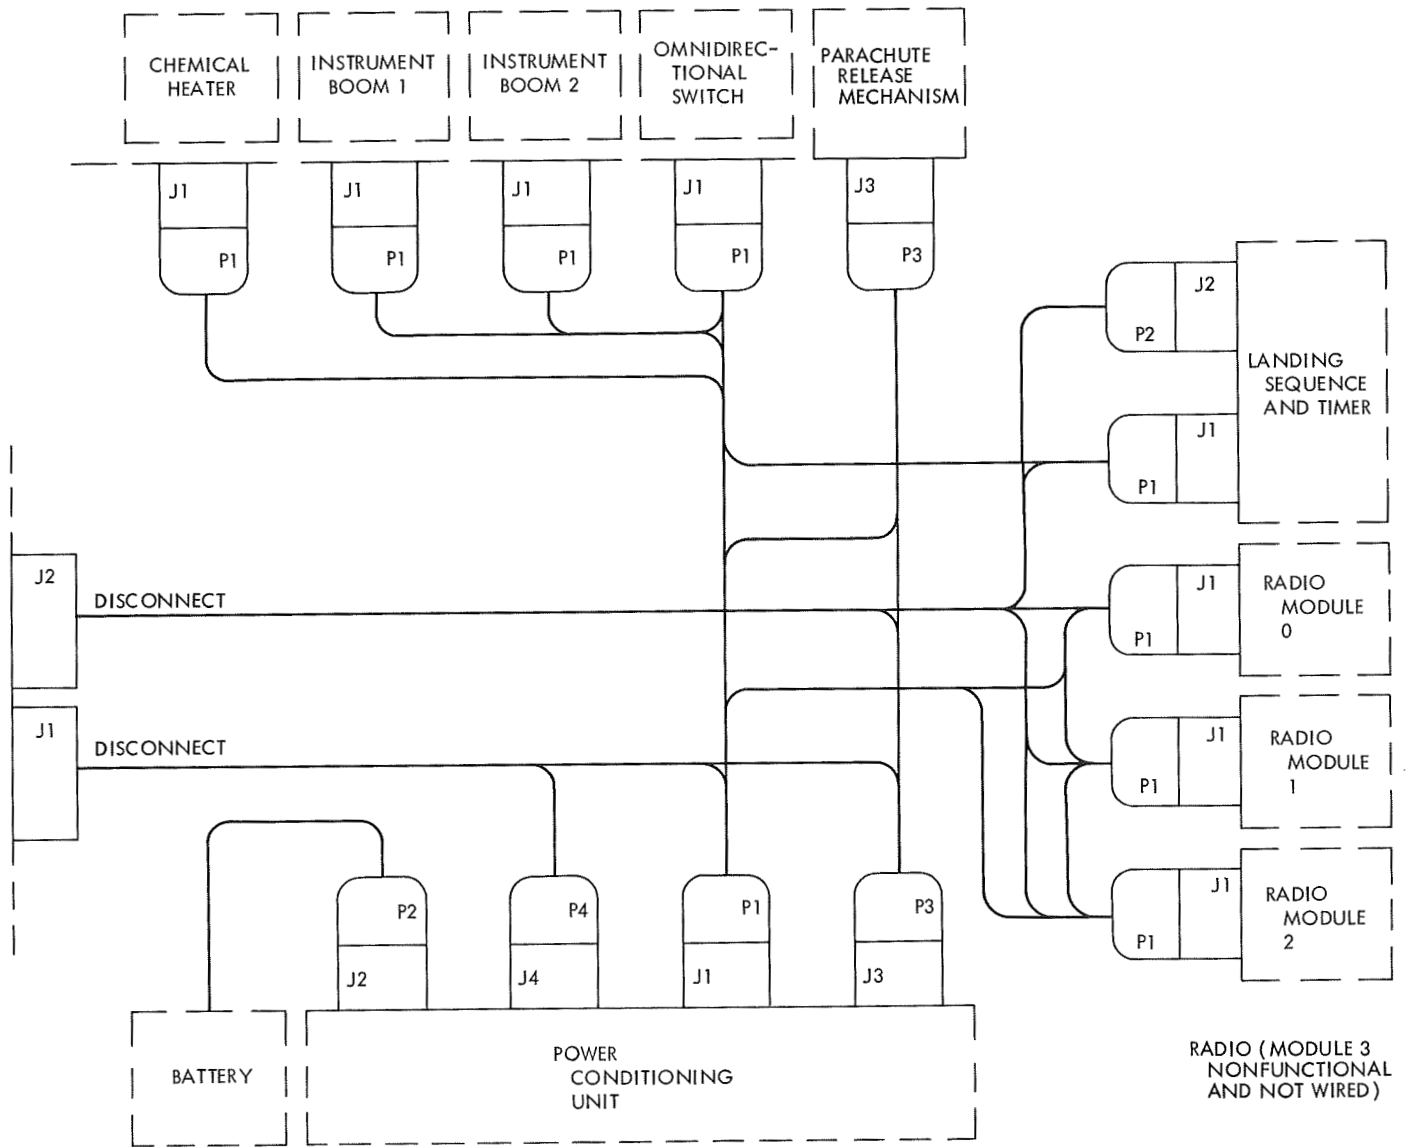 CHEMICAL
HEATER
INSTRUMENT
BOOM 1
INSTRUMENT
BOOM 2
OMNIDIREC-
TIONAL
SWITCH
PARACHUTE
RELEASE
MECHANISM
J1
J1
J1
J1
J3
P1
P1
P1
P1
P3
J2
P2
LANDING
SEQUENCE
AND TIMER
J1
P1
J2
DISCONNECT
J1
P1
RADIO
MODULE
0
J1
DISCONNECT
J1
P1
RADIO
MODULE
1
J1
P1
RADIO
MODULE
2
P2
P4
P1
P3
J2
J4
J1
J3
BATTERY
POWER
CONDITIONING
UNIT
RADIO (MODULE 3
NONFUNCTIONAL
AND NOT WIRED)